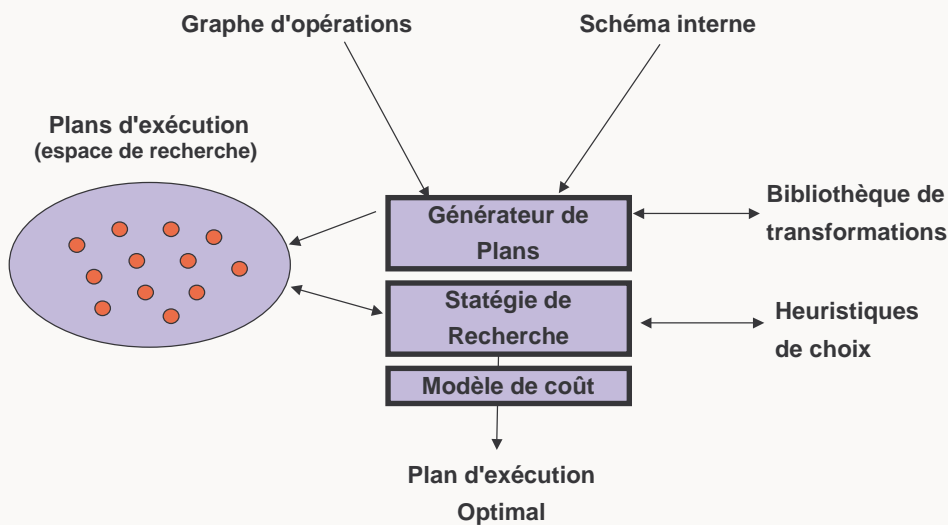 Graphe d'opérations
Schéma interne
Plans d'exécution
(espace de recherche)
Générateur de
Plans
Bibliothèque de
transformations
Statégie de
Recherche
Heuristiques
de choix
Modèle de coût
Plan d'exécution
Optimal